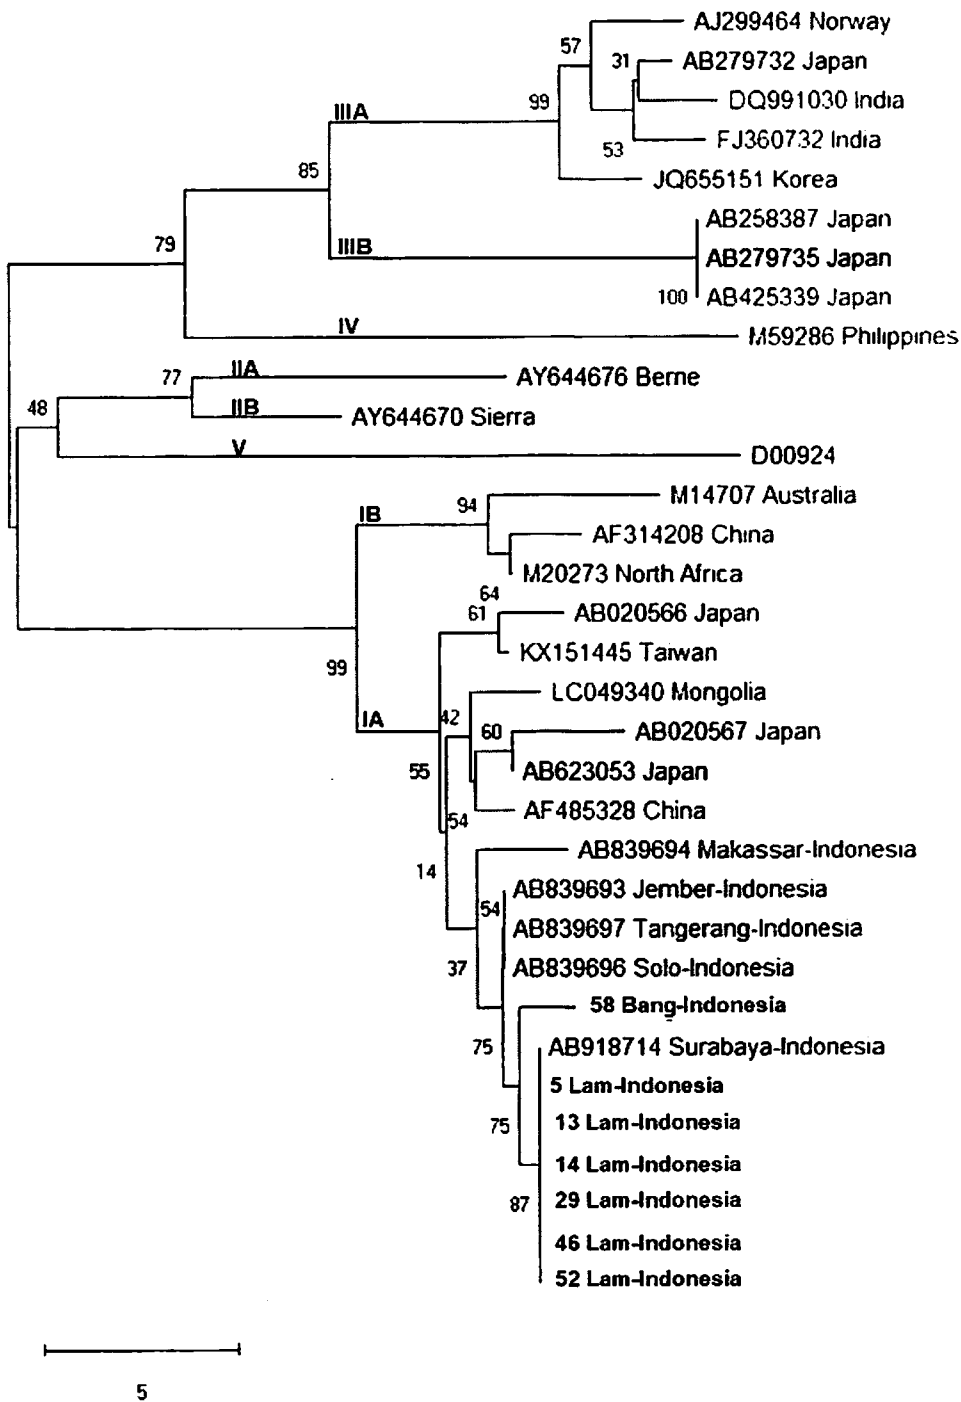 AJ299464 Norway
57
31
AB279732 Japan
99
DQ991030 India
IIIA
FJ360732 India
53
85
JQ655151 Korea
AB258387 Japan
79
IIIB
AB279735 Japan
100
AB425339 Japan
IV
M59286 Philippines
IIA
77
AY644676 Berne
48
IIB
AY644670 Sierra
V
D00924
M14707 Australia
94
IB
AF314208 China
M20273 North Africa
64
61
AB020566 Japan
99
KX151445 Taiwan
LC049340 Mongolia
IA
42
60
AB020567 Japan
55
AB623053 Japan
AF485328 China
54
AB839694 Makassar-Indonesia
14
AB839693 Jember-Indonesia
54
AB839697 Tangerang-Indonesia
37
AB839696 Solo-Indonesia
58 Bang-Indonesia
75
AB918714 Surabaya-Indonesia
5 Lam-Indonesia
75
13 Lam-Indonesia
14 Lam-Indonesia
87
29 Lam-Indonesia
46 Lam-Indonesia
52 Lam-Indonesia
5